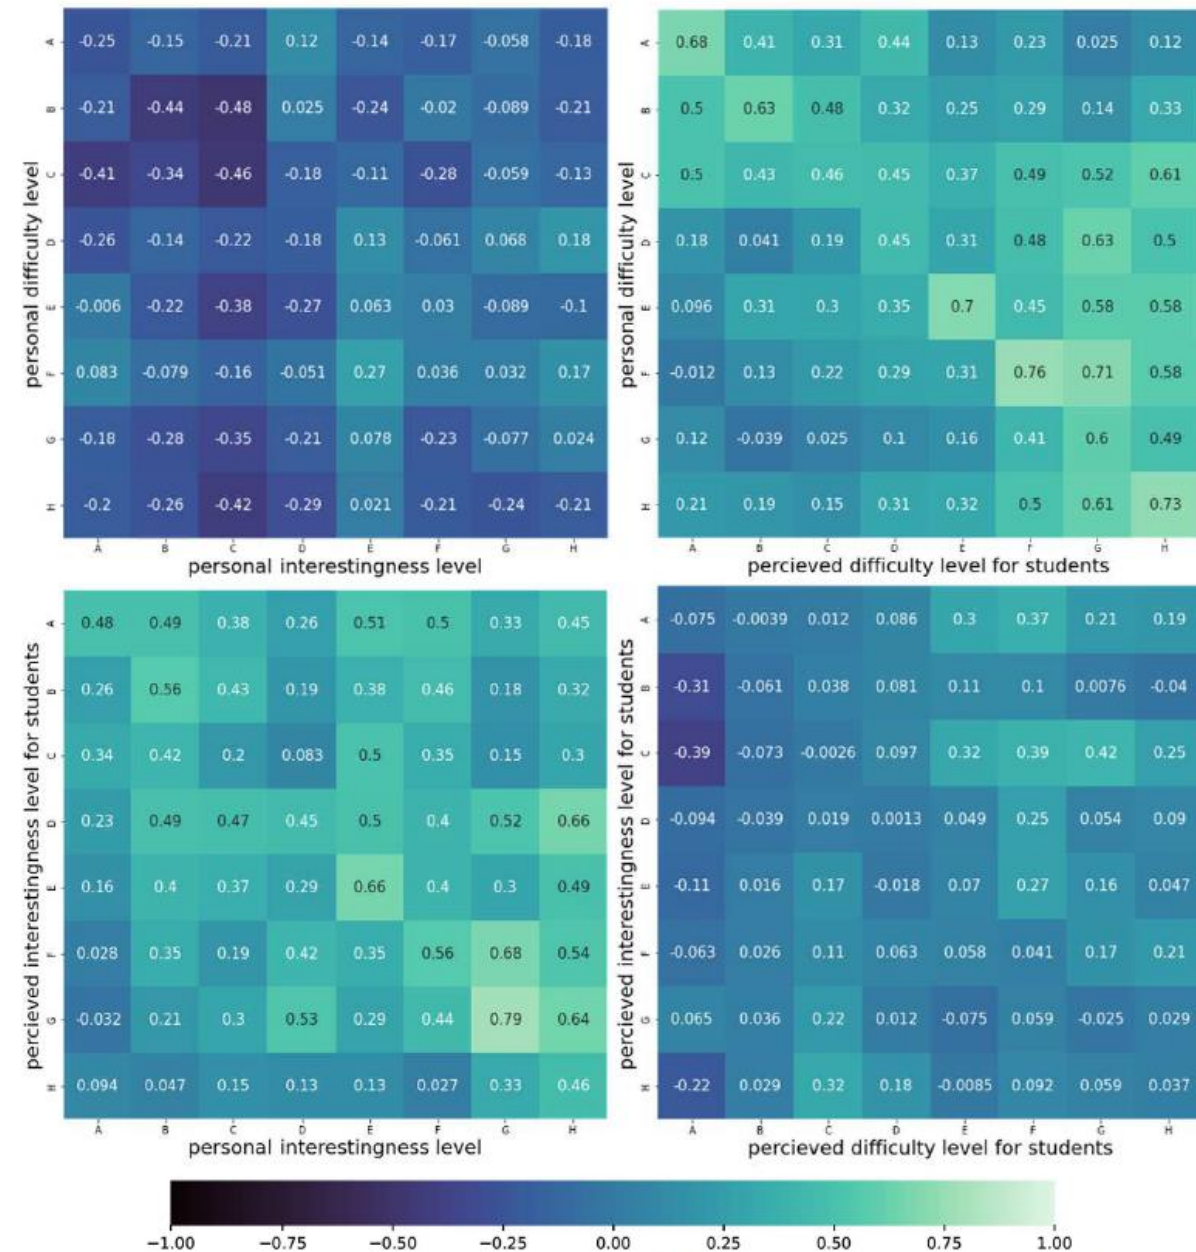 A -0.25 -0.15 -0.21 0.12 -0.14 -0.17 -0.058 -0.18
B -0.21 -0.44 -0.48 0.025 -0.24 -0.02 -0.089 -0.21
C -0.41 -0.34 -0.46 -0.18 -0.11 -0.28 -0.059 -0.13
D -0.26 -0.14 -0.22 -0.18 0.13 -0.061 0.068 0.18
E -0.006 -0.22 -0.38 -0.27 0.063 0.03 -0.089 -0.1
F 0.083 -0.079 -0.16 -0.051 0.27 0.036 0.032 0.17
G -0.18 -0.28 -0.35 -0.21 0.078 -0.23 -0.077 0.024
H -0.2 -0.26 -0.42 -0.29 0.021 -0.21 -0.24 -0.21
A B C D E F G H
personal difficulty level
personal interestingness level
A 0.68 0.41 0.31 0.44 0.13 0.23 0.025 0.12
B 0.5 0.63 0.48 0.32 0.25 0.29 0.14 0.33
C 0.5 0.43 0.46 0.45 0.37 0.49 0.52 0.61
D 0.18 0.041 0.19 0.45 0.31 0.48 0.63 0.5
E 0.096 0.31 0.3 0.35 0.7 0.45 0.58 0.58
F -0.012 0.13 0.22 0.29 0.31 0.76 0.71 0.58
G 0.12 -0.039 0.025 0.1 0.16 0.41 0.6 0.49
H 0.21 0.19 0.15 0.31 0.32 0.5 0.61 0.73
A B C D E F G H
personal difficulty level
percieved difficulty level for students
A 0.48 0.49 0.38 0.26 0.51 0.5 0.33 0.45
B 0.26 0.56 0.43 0.19 0.38 0.46 0.18 0.32
C 0.34 0.42 0.2 0.083 0.5 0.35 0.15 0.3
D 0.23 0.49 0.47 0.45 0.5 0.4 0.52 0.66
E 0.16 0.4 0.37 0.29 0.66 0.4 0.3 0.49
F 0.028 0.35 0.19 0.42 0.35 0.56 0.68 0.54
G -0.032 0.21 0.3 0.53 0.29 0.44 0.79 0.64
H 0.094 0.047 0.15 0.13 0.13 0.027 0.33 0.46
A B C D E F G H
percieved interestingness level for students
personal interestingness level
A -0.075 -0.0039 0.012 0.086 0.3 0.37 0.21 0.19
B -0.31 -0.061 0.038 0.081 0.11 0.1 0.0076 -0.04
C -0.39 -0.073 -0.0026 0.097 0.32 0.39 0.42 0.25
D -0.094 -0.039 0.019 0.0013 0.049 0.25 0.054 0.09
E -0.11 0.016 0.17 -0.018 0.07 0.27 0.16 0.047
F -0.063 0.026 0.11 0.063 0.058 0.041 0.17 0.21
G 0.065 0.036 0.22 0.012 -0.075 0.059 -0.025 0.029
H -0.22 0.029 0.32 0.18 -0.0085 0.092 0.059 0.037
A B C D E F G H
percieved interestingness level for students
percieved difficulty level for students
−1.00 −0.75 −0.50 −0.25 0.00 0.25 0.50 0.75 1.00